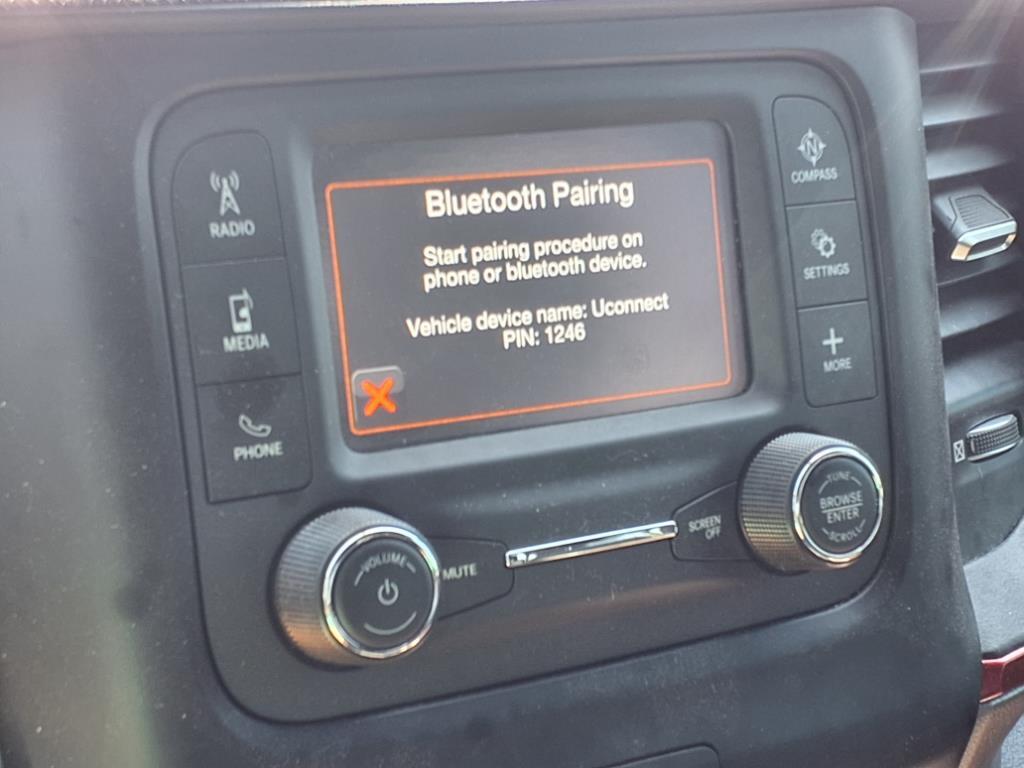 Bluetooth Pairing
Start pairing procedure on
phone or bluetooth device.
Vehicle device name: Uconnect
PIN: 1246
RADIO
MEDIA
PHONE
N
COMPASS
SETTINGS
MORE
VOLUME
MUTE
SCREEN
OFF
TUNE
BROWSE
ENTER
SCROLL